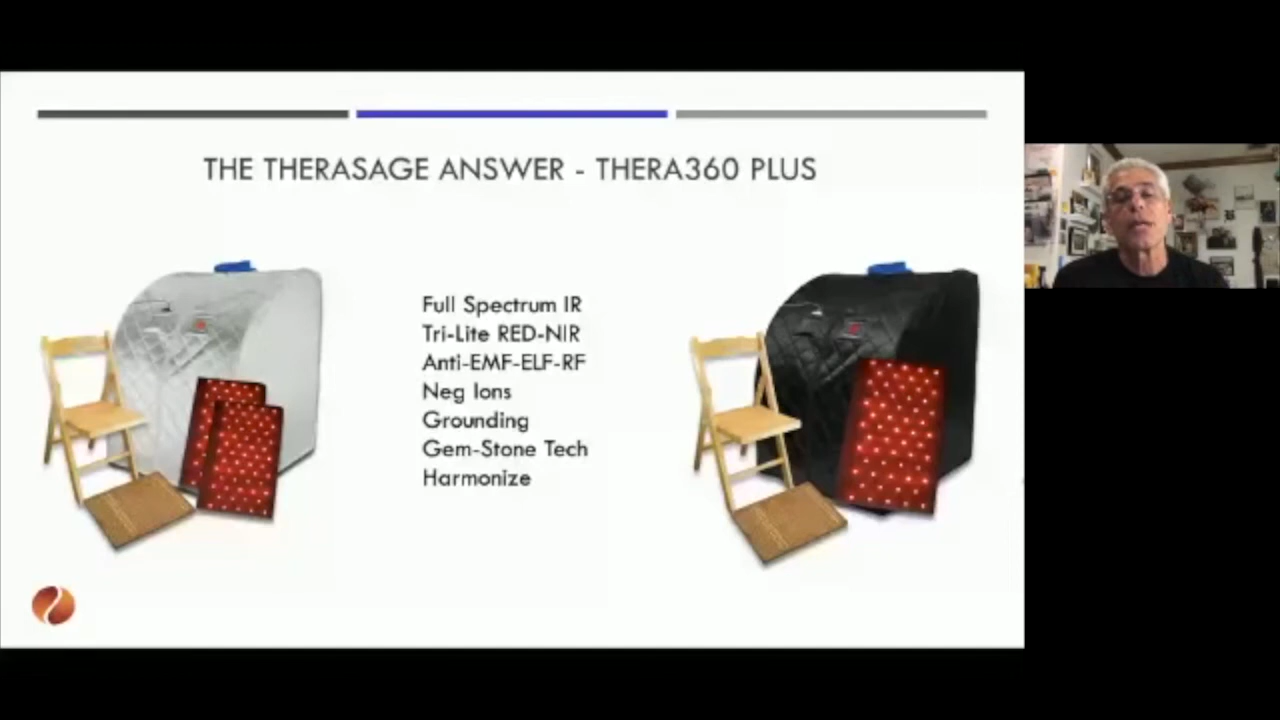 THE THERASAGE ANSWER - THERA360 PLUS
Full Spectrum IR
Tri-Lite RED-NIR
Anti-EMF-ELF-RF
Neg Ions
Grounding
Gem-Stone Tech
Harmonize